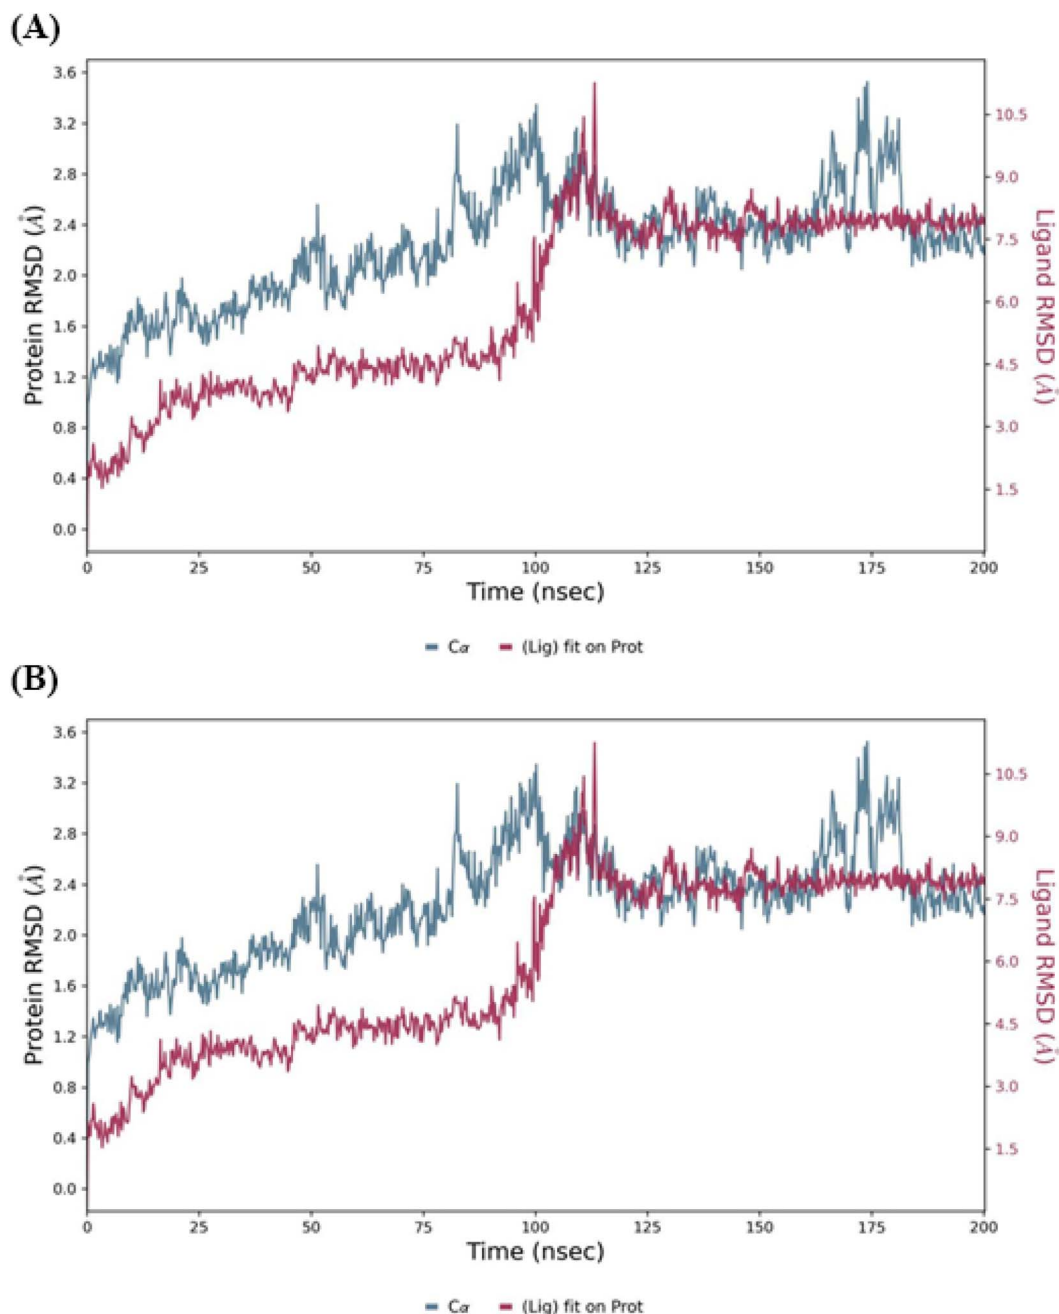 (A)
Protein RMSD (Å)
3.6
3.2
2.8
2.4
2.0
1.6
1.2
0.8
0.4
0.0
10.5
9.0
7.5
6.0
4.5
3.0
1.5
Ligand RMSD (Å)
0 25 50 75 100 125 150 175 200
Time (nsec)
Cα (Lig) fit on Prot
(B)
Protein RMSD (Å)
3.6
3.2
2.8
2.4
2.0
1.6
1.2
0.8
0.4
0.0
10.5
9.0
7.5
6.0
4.5
3.0
1.5
Ligand RMSD (Å)
0 25 50 75 100 125 150 175 200
Time (nsec)
Cα (Lig) fit on Prot